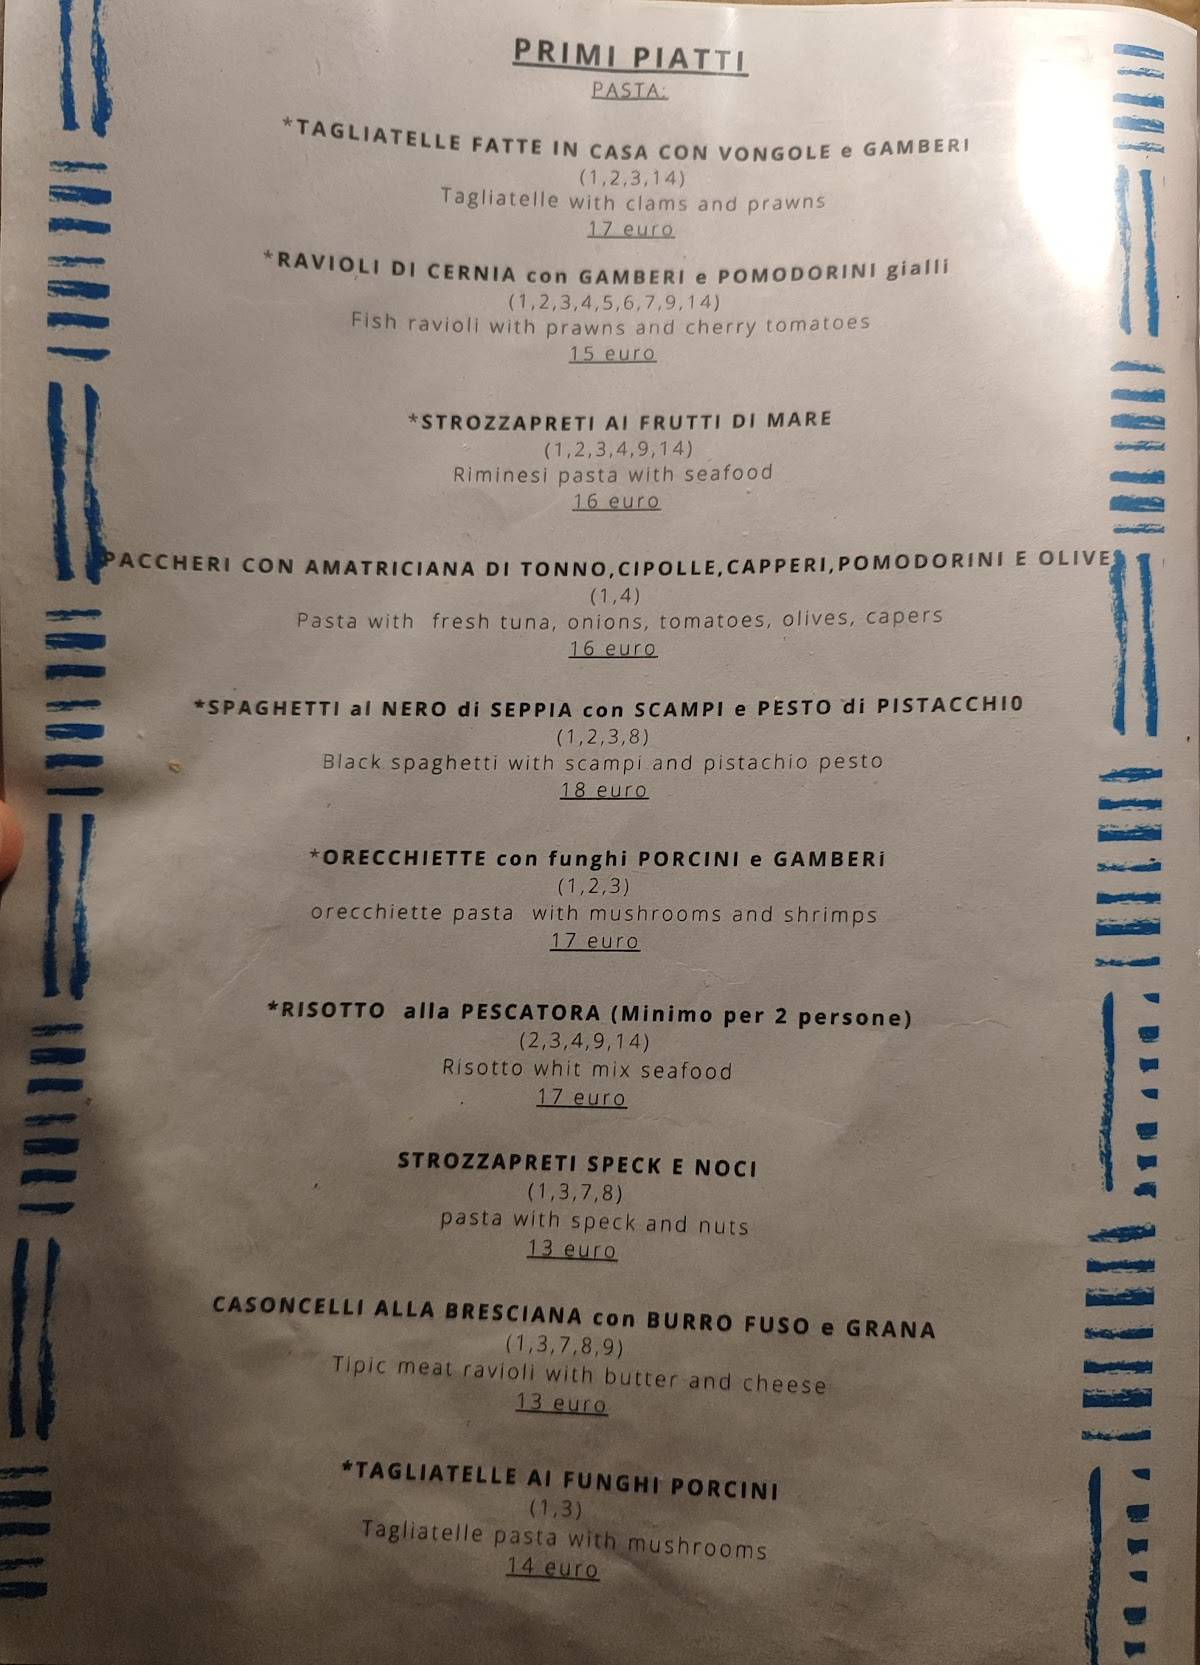 PRIMI PIATTI
PASTA:
*TAGLIATELLE FATTE IN CASA CON VONGOLE e GAMBERI
(1,2,3,14)
Tagliatelle with clams and prawns
17 euro
*RAVIOLI DI CERNIA con GAMBERI e POMODORINI gialli
(1,2,3,4,5,6,7,9,14)
Fish ravioli with prawns and cherry tomatoes
15 euro
*STROZZAPRETI AI FRUTTI DI MARE
(1,2,3,4,9,14)
Riminesi pasta with seafood
16 euro
PACCHERI CON AMATRICIANA DI TONNO,CIPOLLE,CAPPERI,POMODORINI E OLIVE
(1,4)
Pasta with fresh tuna, onions, tomatoes, olives, capers
16 euro
*SPAGHETTI al NERO di SEPPIA con SCAMPI e PESTO di PISTACCHI0
(1,2,3,8)
Black spaghetti with scampi and pistachio pesto
18 euro
*ORECCHIETTE con funghi PORCINI e GAMBERi
(1,2,3)
orecchiette pasta with mushrooms and shrimps
17 euro
*RISOTTO alla PESCATORA (Minimo per 2 persone)
(2,3,4,9,14)
Risotto whit mix seafood
17 euro
STROZZAPRETI SPECK E NOCI
(1,3,7,8)
pasta with speck and nuts
13 euro
CASONCELLI ALLA BRESCIANA con BURRO FUSO e GRANA
(1,3,7,8,9)
Tipic meat ravioli with butter and cheese
13 euro
*TAGLIATELLE AI FUNGHI PORCINI
(1,3)
Tagliatelle pasta with mushrooms
14 euro